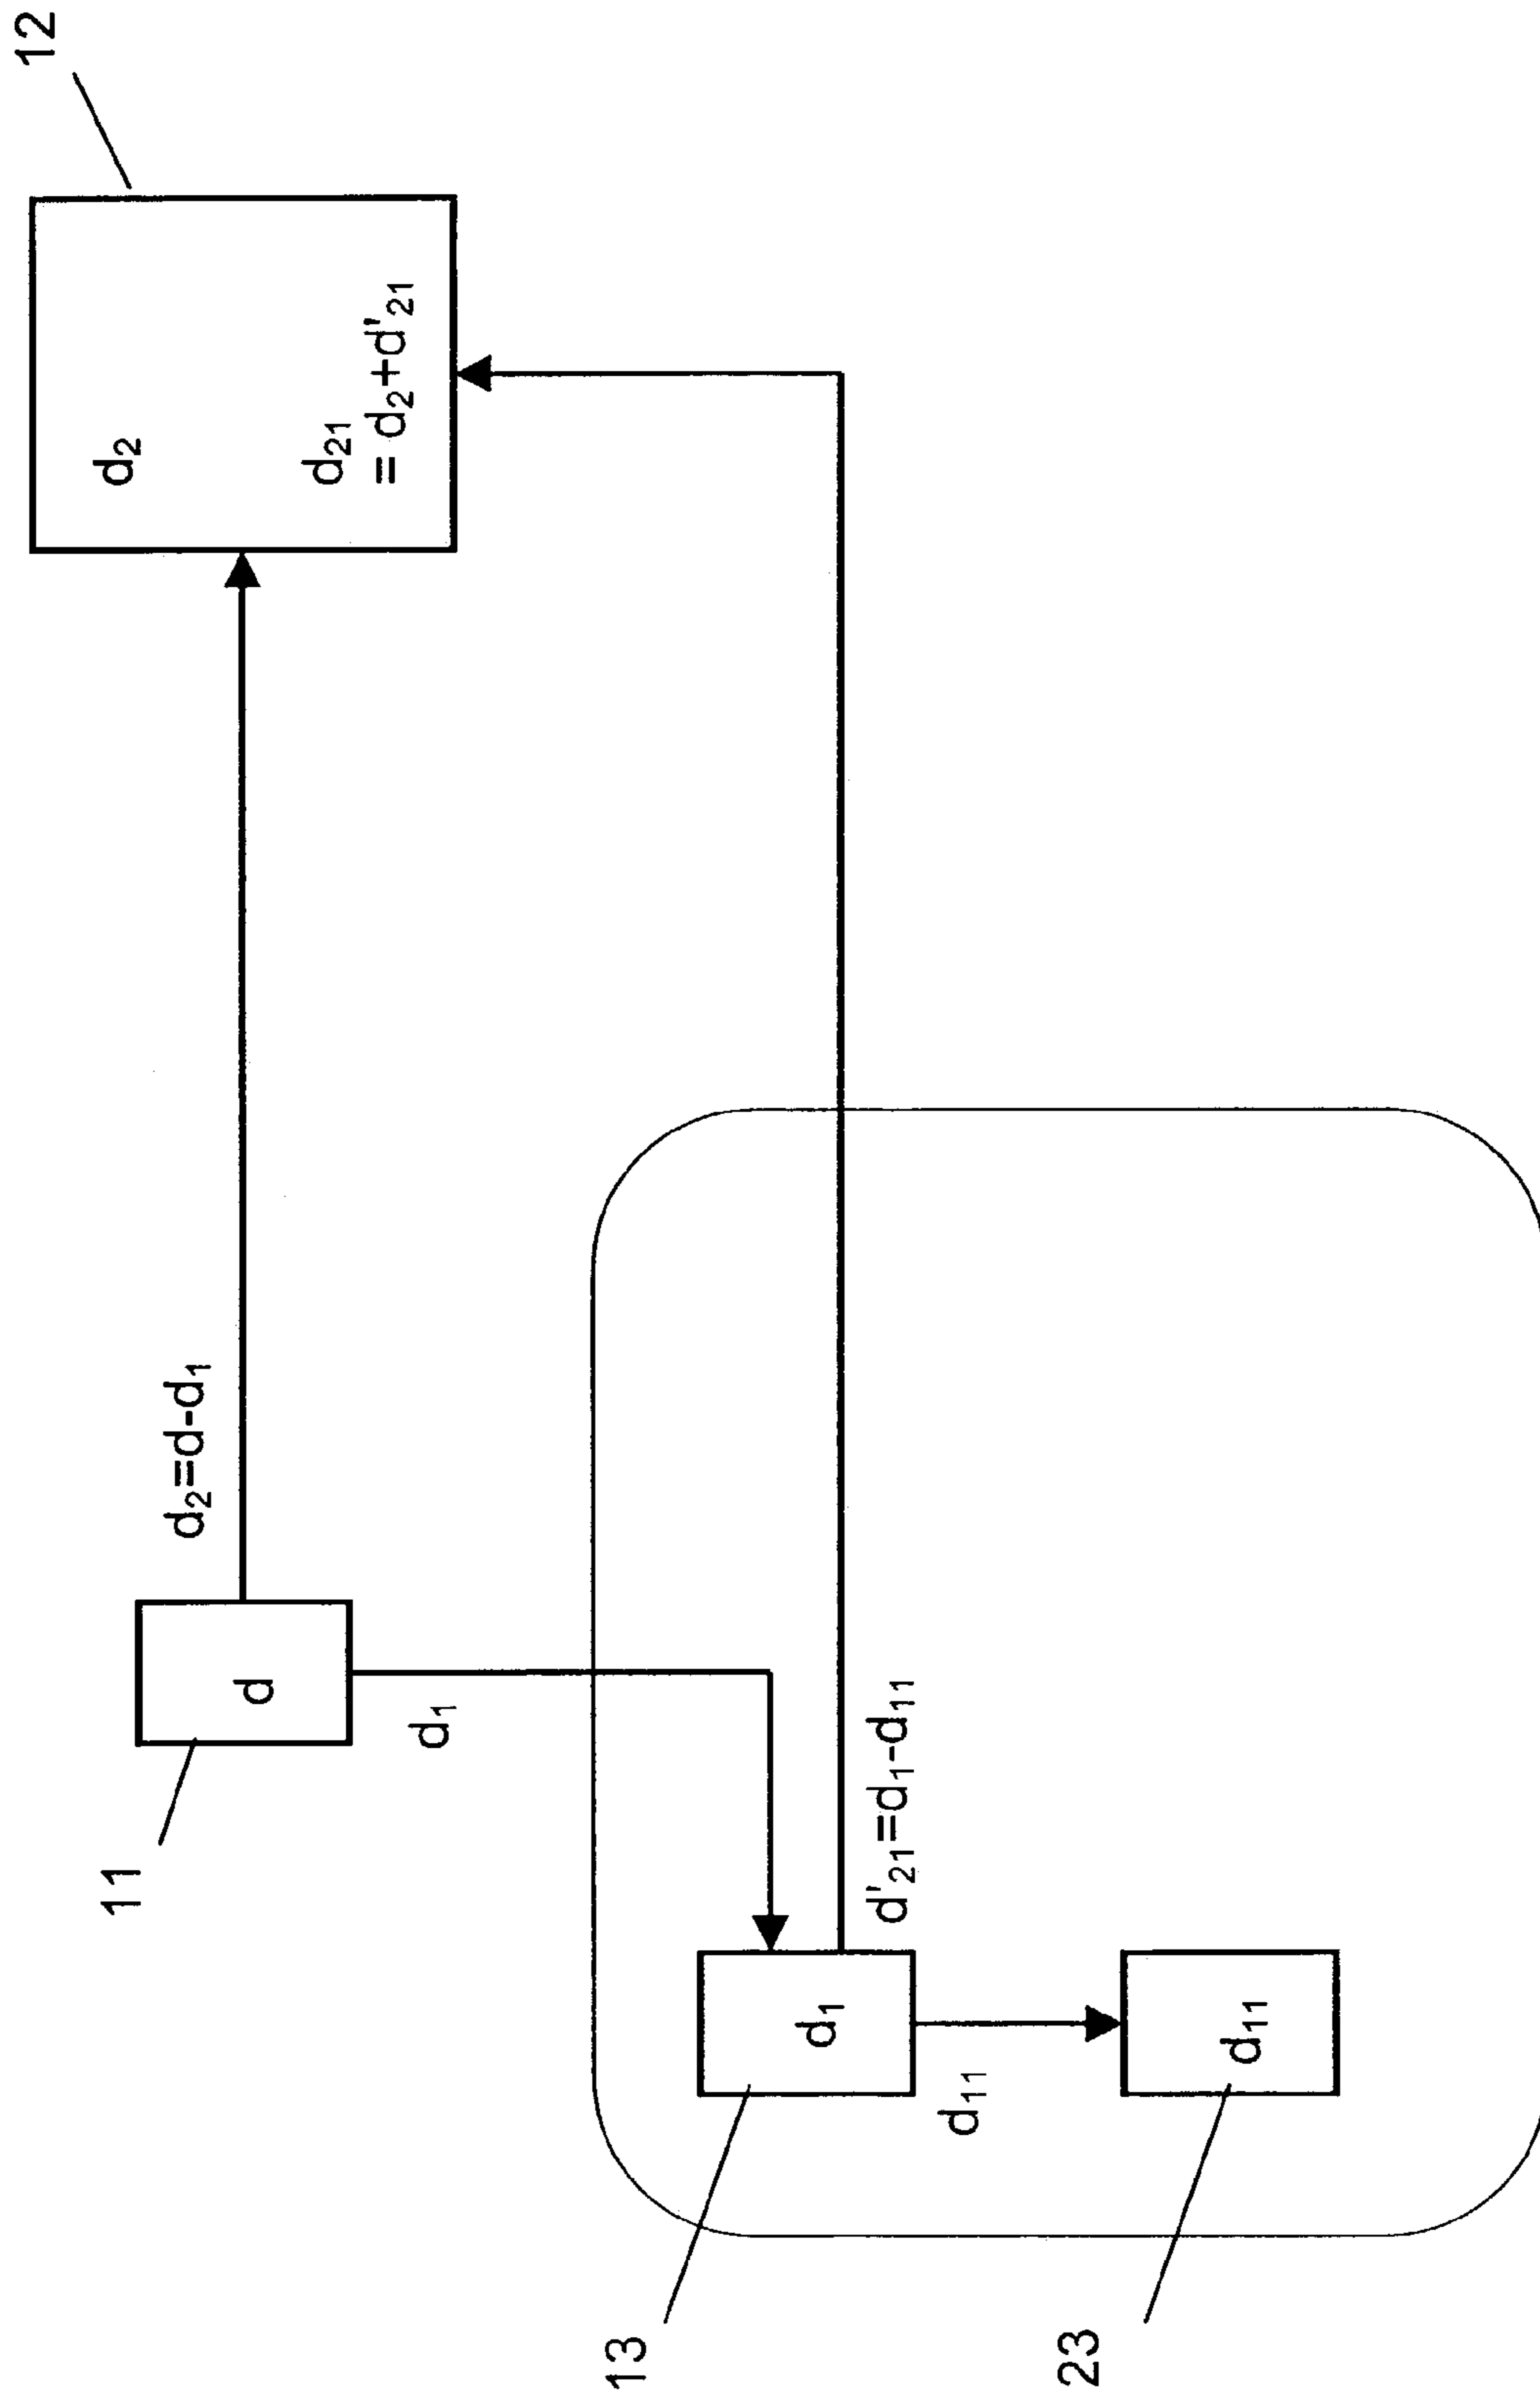 12
d₂
d₂₁
= d₂+d'₂₁
d₂=d-d₁
d
11
d₁
d₁
d'₂₁=d₁-d₁₁
13
d₁₁
d₁₁
23